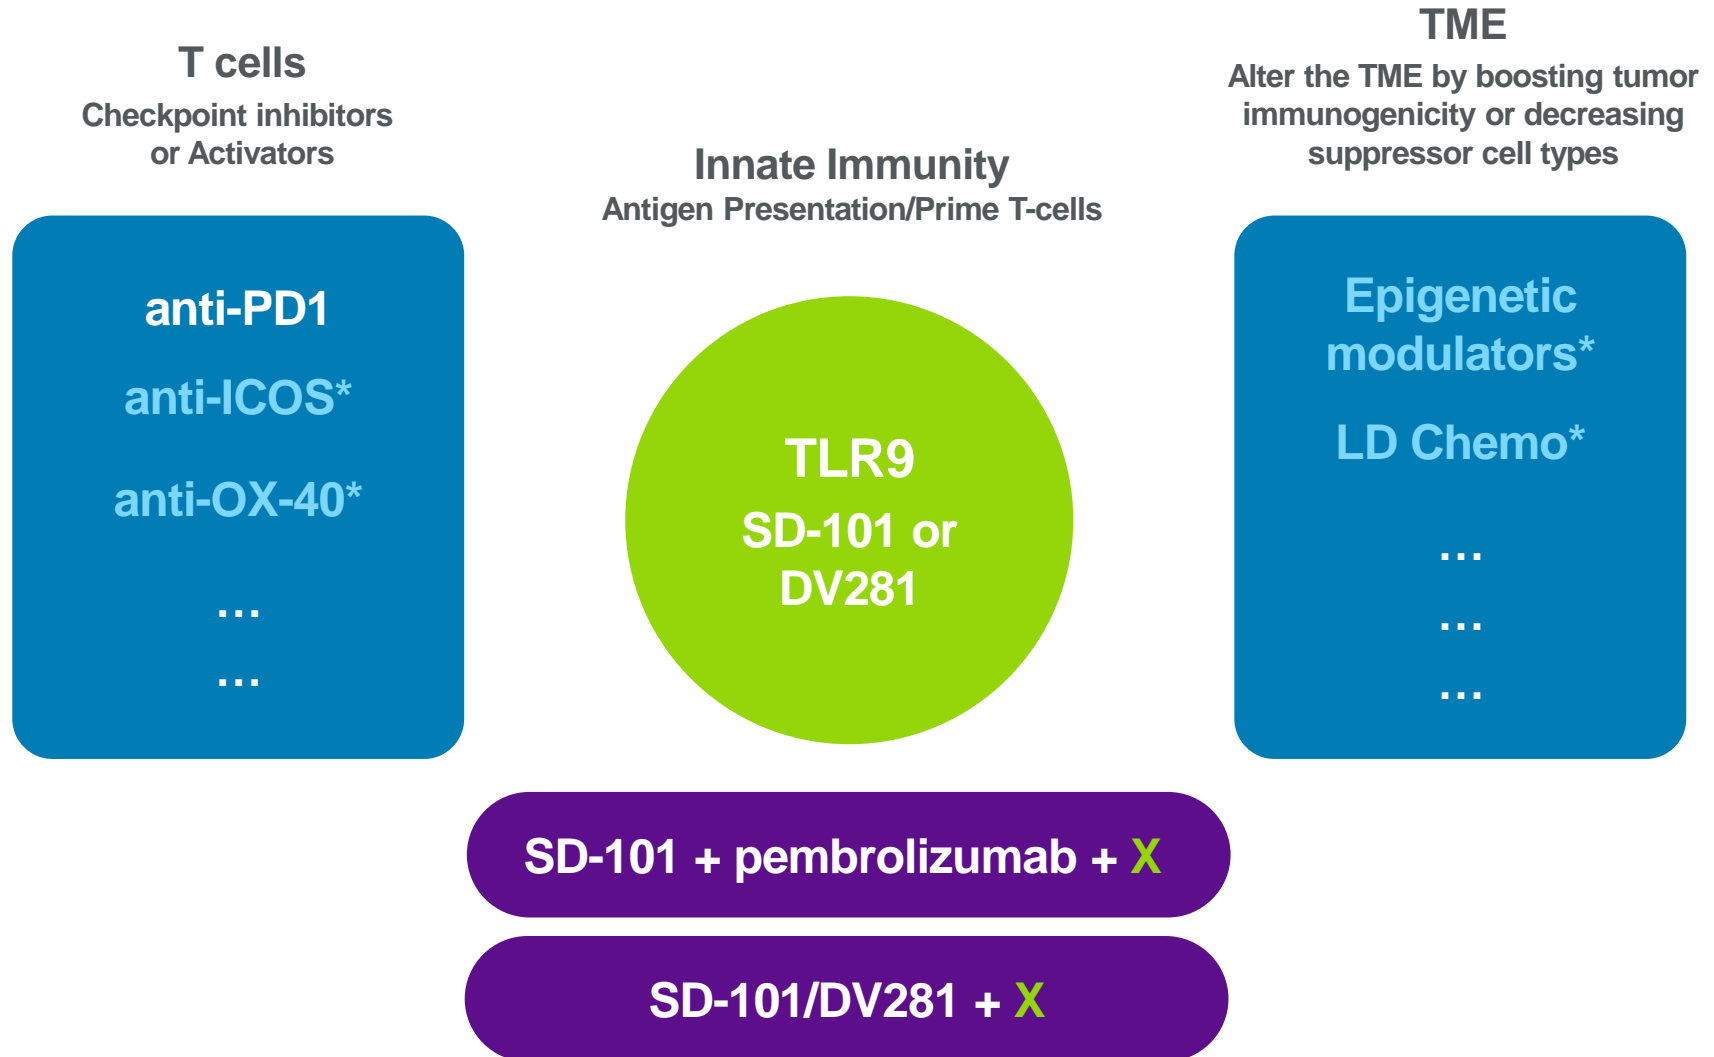 T cells
Checkpoint inhibitors
or Activators
anti-PD1
anti-ICOS*
anti-OX-40*
…
…
Innate Immunity
Antigen Presentation/Prime T-cells
TLR9
SD-101 or
DV281
TME
Alter the TME by boosting tumor
immunogenicity or decreasing
suppressor cell types
Epigenetic
modulators*
LD Chemo*
…
…
…
SD-101 + pembrolizumab + X
SD-101/DV281 + X